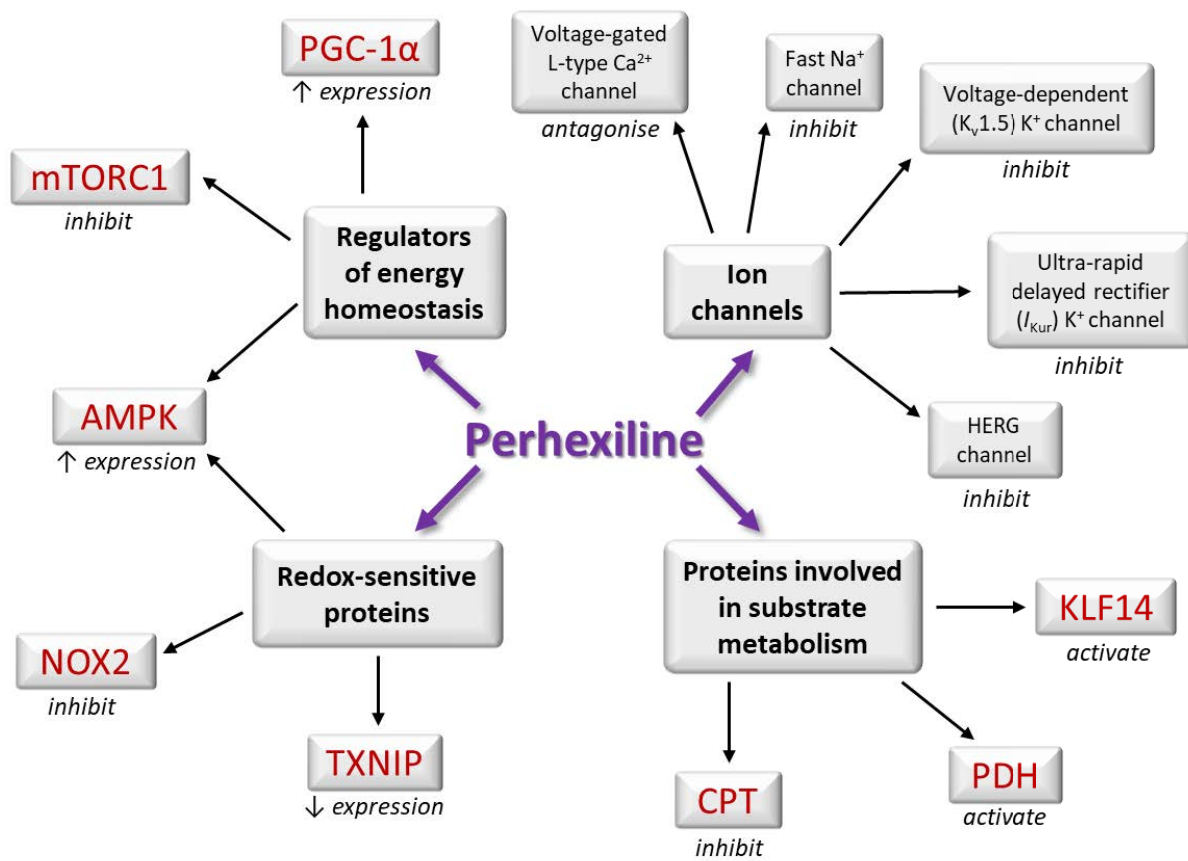 PGC-1α
↑ expression
mTORC1
inhibit
Regulators
of energy
homeostasis
AMPK
↑ expression
Voltage-gated
L-type Ca²⁺
channel
antagonise
Fast Na⁺
channel
inhibit
Voltage-dependent
(Kᵥ1.5) K⁺ channel
inhibit
Ion
channels
Ultra-rapid
delayed rectifier
(I_Kur) K⁺ channel
inhibit
HERG
channel
inhibit
Perhexiline
Redox-sensitive
proteins
NOX2
inhibit
TXNIP
↓ expression
Proteins involved
in substrate
metabolism
KLF14
activate
CPT
inhibit
PDH
activate